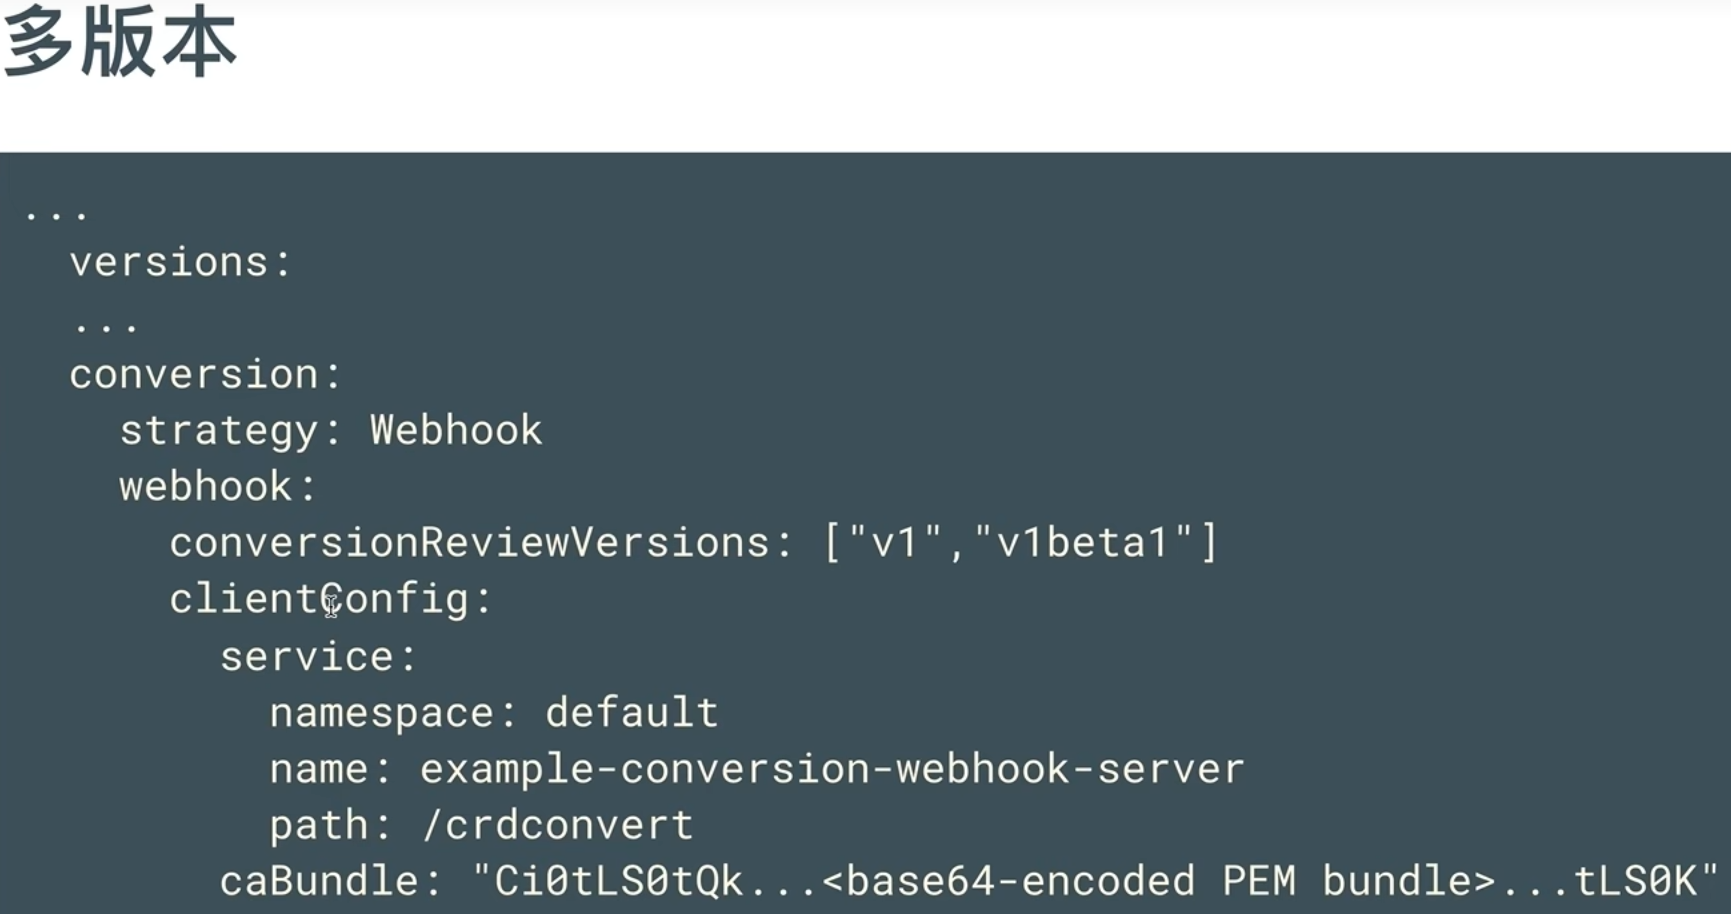 多版本
...
versions:
...
conversion:
strategy: Webhook
webhook:
conversionReviewVersions: ["v1","v1beta1"]
clientConfig:
service:
namespace: default
name: example-conversion-webhook-server
path: /crdconvert
caBundle: "Ci0tLS0tQk...<base64-encoded PEM bundle>...tLS0K"